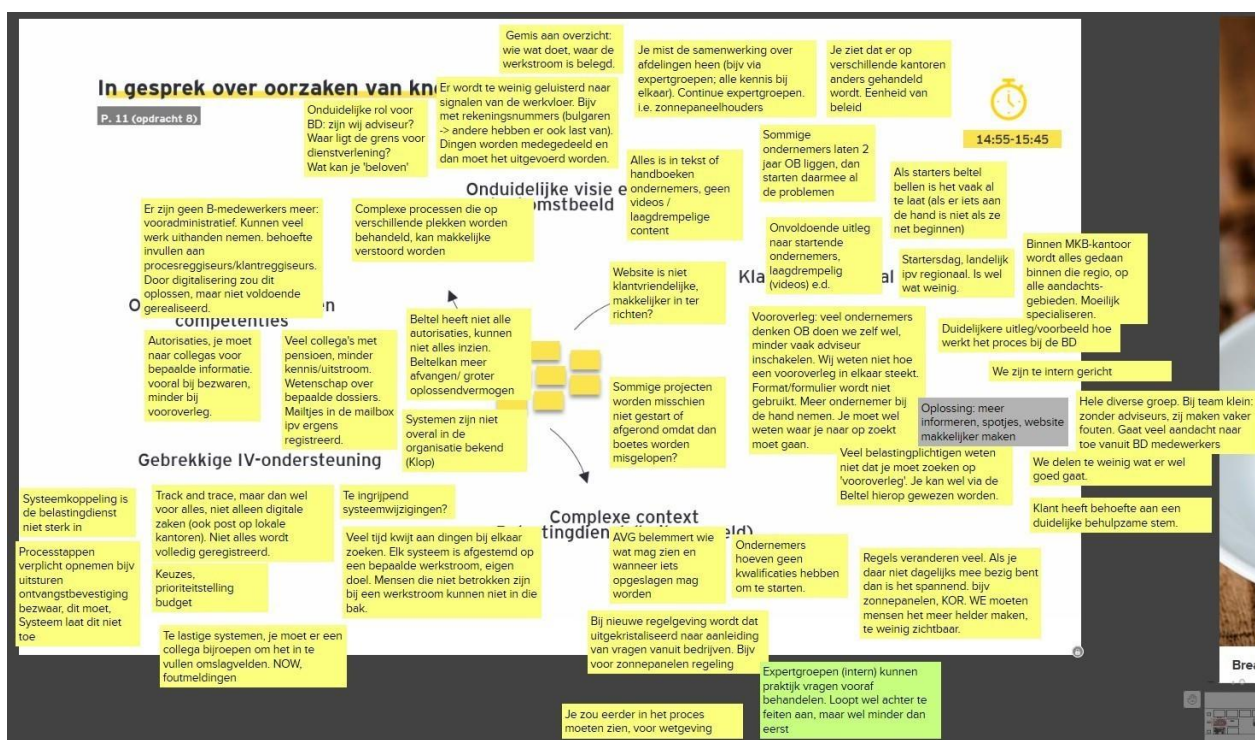 In gesprek over oorzaken van kn
P. 11 (opdracht 8)
14:55-15:45
Gemis aan overzicht:
wie wat doet, waar de
werkstroom is belegd.
Je mist de samenwerking over
afdelingen heen (bijv via
expertgroepen; alle kennis bij
elkaar). Continue expertgroepen.
i.e. zonnepaneelhouders
Je ziet dat er op
verschillende kantoren
anders gehandeld
wordt. Eenheid van
beleid
Onduidelijke rol voor
BD: zijn wij adviseur?
Waar ligt de grens voor
dienstverlening?
Wat kan je 'beloven'
Er wordt te weinig geluisterd naar
signalen van de werkvloer. Bijv
met rekeningsnummers (bulgaren
-> andere hebben er ook last van).
Dingen worden medegedeeld en
dan moet het uitgevoerd worden.
Alles is in tekst of
handboeken
ondernemers, geen
videos /
laagdrempelige
content
Sommige
ondernemers laten 2
jaar OB liggen, dan
starten daarmee al
de problemen
Als starters beltel
bellen is het vaak al
te laat (als er iets aan
de hand is niet als ze
net beginnen)
Onduidelijke visie e
omstbeeld
Er zijn geen B-medewerkers meer:
vooradministratief. Kunnen veel
werk uithanden nemen. behoefte
invullen aan
procesreggiseurs/klantreggiseurs.
Door digitalisering zou dit
oplossen, maar niet voldoende
gerealiseerd.
Complexe processen die op
verschillende plekken worden
behandeld, kan makkelijke
verstoord worden
Onvoldoende uitleg
naar startende
ondernemers,
laagdrempelig
(videos) e.d.
Startersdag, landelijk
ipv regionaal. Is wel
wat weinig.
Binnen MKB-kantoor
wordt alles gedaan
binnen die regio, op
alle aandachts-
gebieden. Moeilijk
specialiseren.
Website is niet
klantvriendelijke,
makkelijker in ter
richten?
Kla
al
O
en
competenties
Autorisaties, je moet
naar collegas voor
bepaalde informatie.
vooral bij bezwaren,
minder bij
vooroverleg.
Veel collega's met
pensioen, minder
kennis/uitstroom.
Wetenschap over
bepaalde dossiers.
Mailtjes in de mailbox
ipv ergens
registreerd.
Beltel heeft niet alle
autorisaties, kunnen
niet alles inzien.
Beltelkan meer
afvangen/ groter
oplossendvermogen
Systemen zijn niet
overal in de
organisatie bekend
(Klop)
Sommige projecten
worden misschien
niet gestart of
afgerond omdat dan
boetes worden
misgelopen?
Vooroverleg: veel ondernemers
denken OB doen we zelf wel,
minder vaak adviseur
inschakelen. Wij weten niet hoe
een vooroverleg in elkaar steekt.
Format/formulier wordt niet
gebruikt. Meer ondernemer bij
de hand nemen. Je moet wel
weten waar je naar op zoekt
moet gaan.
Duidelijkere uitleg/voorbeeld hoe
werkt het proces bij de BD
We zijn te intern gericht
Oplossing: meer
informeren, spotjes, website
makkelijker maken
Hele diverse groep. Bij team klein:
zonder adviseurs, zij maken vaker
fouten. Gaat veel aandacht naar
toe vanuit BD medewerkers
Veel belastingplichtigen weten
niet dat je moet zoeken op
'vooroverleg'. Je kan wel via de
Beltel hierop gewezen worden.
We delen te weinig wat er wel
goed gaat.
Klant heeft behoefte aan een
duidelijke behulpzame stem.
Gebrekkige IV-ondersteuning
Systeemkoppeling is
de belastingdienst
niet sterk in
Track and trace, maar dan wel
voor alles, niet alleen digitale
zaken (ook post op lokale
kantoren). Niet alles wordt
volledig geregistreerd.
Te ingrijpend
systeemwijzigingen?
Processtappen
verplicht opnemen bijv
uitsturen
ontvangstbevestiging
bezwaar, dit moet,
Systeem laat dit niet
toe
Keuzes,
prioriteitstelling
budget
Veel tijd kwijt aan dingen bij elkaar
zoeken. Elk systeem is afgestemd op
een bepaalde werkstroom, eigen
doel. Mensen die niet betrokken zijn
bij een werkstroom kunnen niet in die
bak.
Te lastige systemen, je moet er een
collega bijroepen om het in te
vullen omslagvelden. NOW,
foutmeldingen
Complexe context
tingdien
eld)
AVG belemmert wie
wat mag zien en
wanneer iets
opgeslagen mag
worden
Ondernemers
hoeven geen
kwalificaties hebben
om te starten.
Regels veranderen veel. Als je
daar niet dagelijks mee bezig bent
dan is het spannend. bijv
zonnepanelen, KOR. WE moeten
mensen het meer helder maken,
te weinig zichtbaar.
Bij nieuwe regelgeving wordt dat
uitgekristaliseerd naar aanleiding
van vragen vanuit bedrijven. Bijv
voor zonnepanelen regeling
Expertgroepen (intern) kunnen
praktijk vragen vooraf
behandelen. Loopt wel achter te
feiten aan, maar wel minder dan
eerst
Je zou eerder in het proces
moeten zien, voor wetgeving
Brea